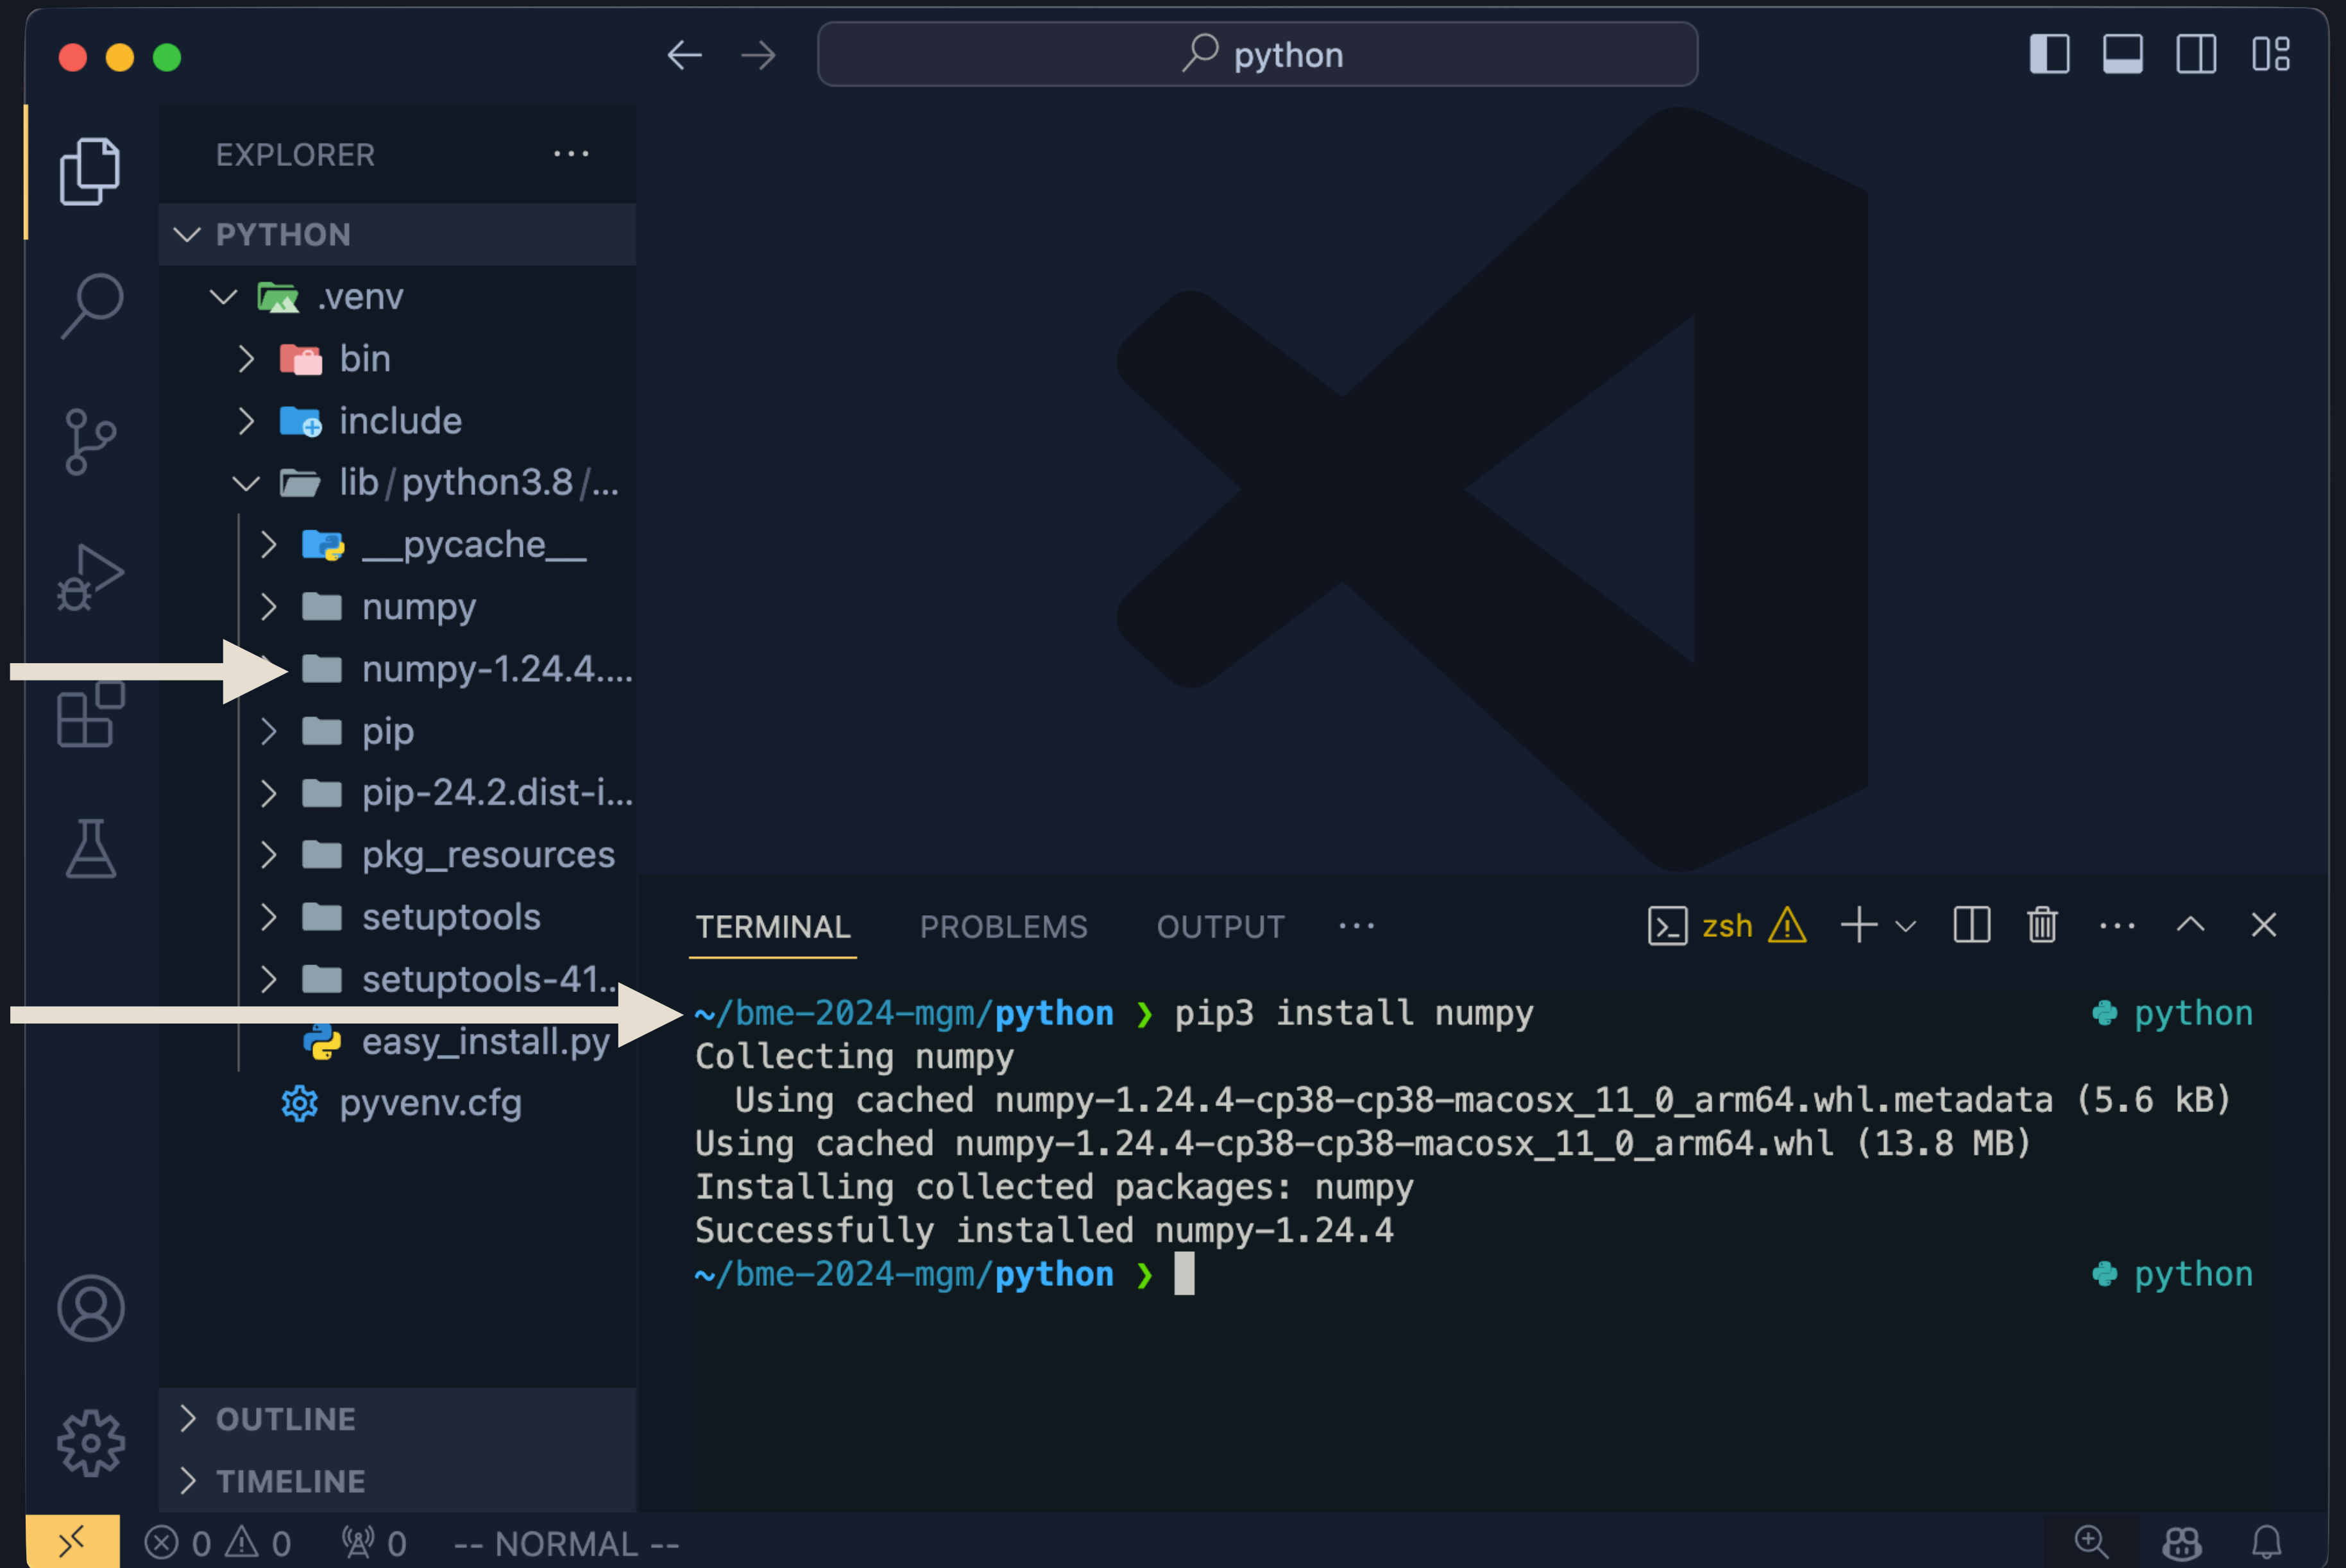 python
EXPLORER ···
PYTHON
.venv
bin
include
lib/python3.8/...
__pycache__
numpy
numpy-1.24.4....
pip
pip-24.2.dist-i...
pkg_resources
setuptools
setuptools-41...
easy_install.py
pyvenv.cfg
OUTLINE
TIMELINE
TERMINAL PROBLEMS OUTPUT ··· zsh
~/bme-2024-mgm/python ❯ pip3 install numpy python
Collecting numpy
Using cached numpy-1.24.4-cp38-cp38-macosx_11_0_arm64.whl.metadata (5.6 kB)
Using cached numpy-1.24.4-cp38-cp38-macosx_11_0_arm64.whl (13.8 MB)
Installing collected packages: numpy
Successfully installed numpy-1.24.4
~/bme-2024-mgm/python ❯ python
0 0 0 -- NORMAL --